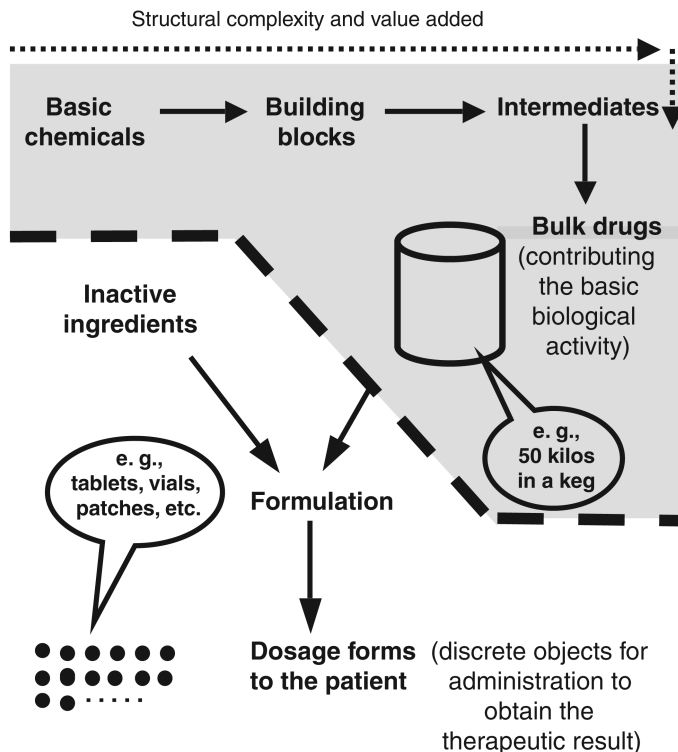 Structural complexity and value added
Basic
chemicals
Building
blocks
Intermediates
Bulk drugs
(contributing
the basic
biological
activity)
Inactive
ingredients
e. g.,
50 kilos
in a keg
e. g.,
tablets, vials,
patches, etc.
Formulation
Dosage forms
to the patient
(discrete objects for
administration to
obtain the
therapeutic result)